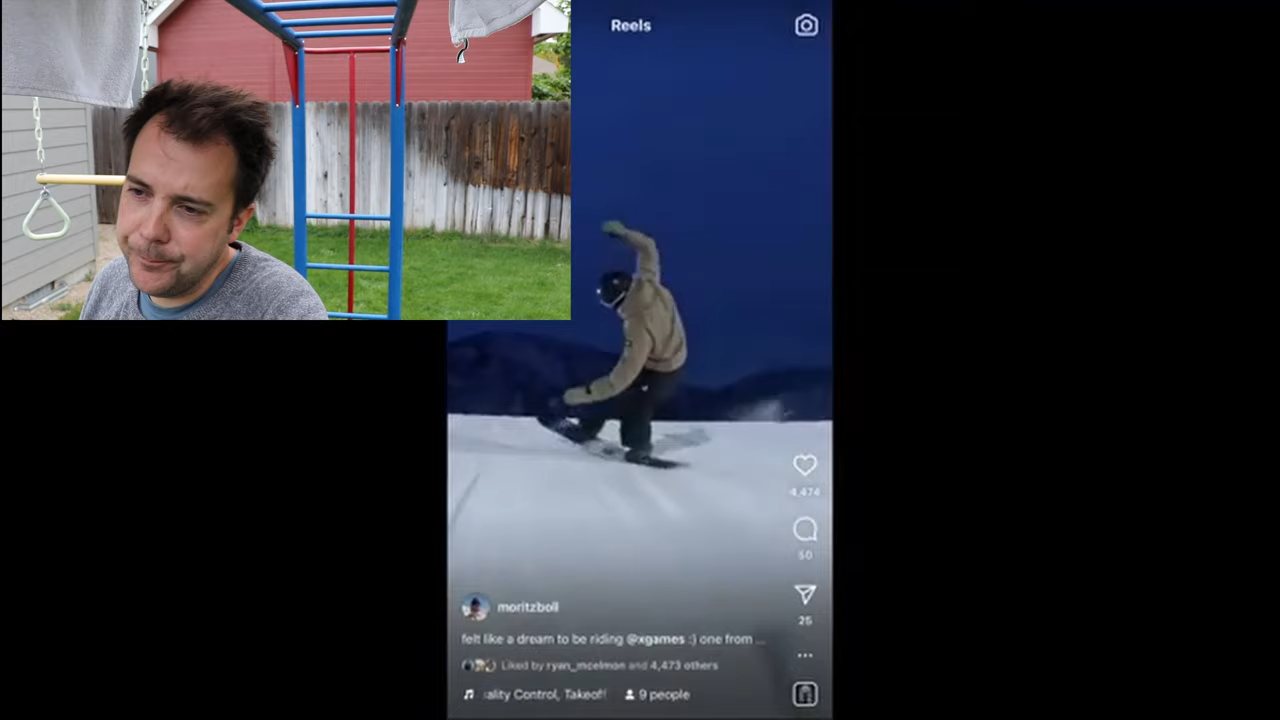 Reels
4,474
50
25
moritzboll
felt like a dream to be riding @xgames :) one from ...
Liked by ryan_mcelmon and 4,473 others
ality Control, Takeoff
9 people